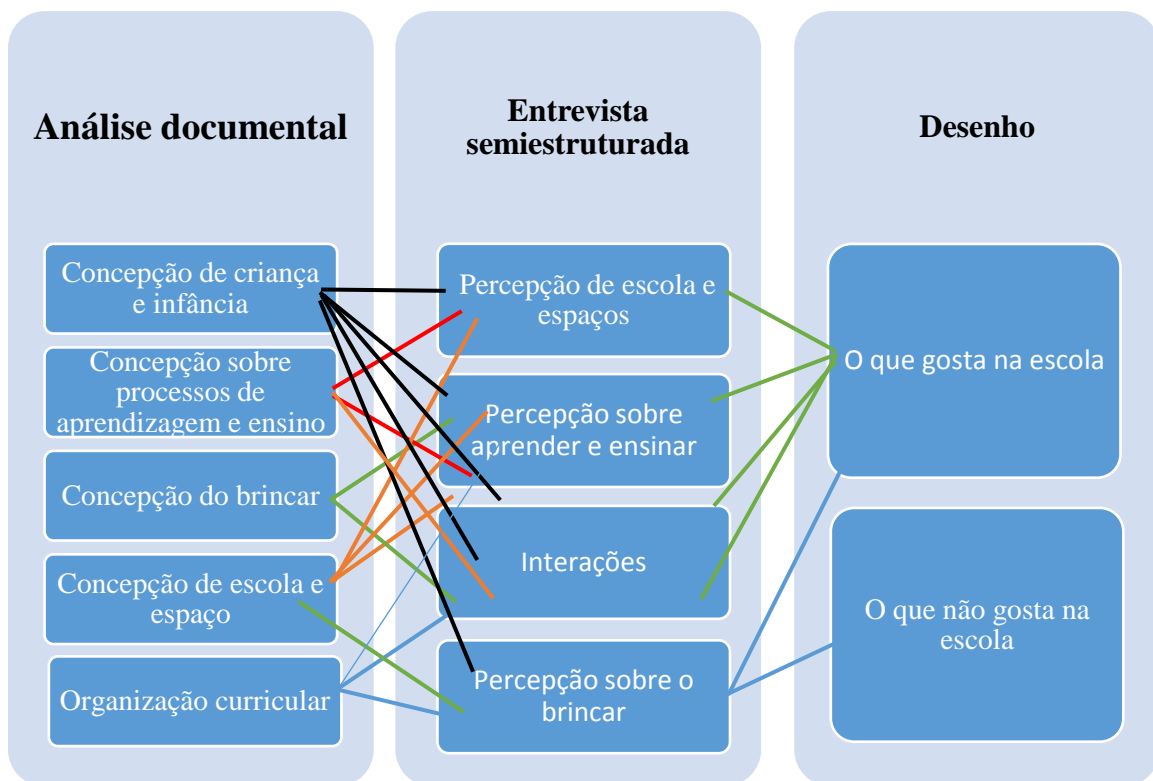 Análise documental
Concepção de criança
e infância
Concepção sobre
processos de
aprendizagem e ensino
Concepção do brincar
Concepção de escola e
espaço
Organização curricular
Entrevista
semiestruturada
Percepção de escola e
espaços
Percepção sobre
aprender e ensinar
Interações
Percepção sobre o
brincar
Desenho
O que gosta na escola
O que não gosta na
escola